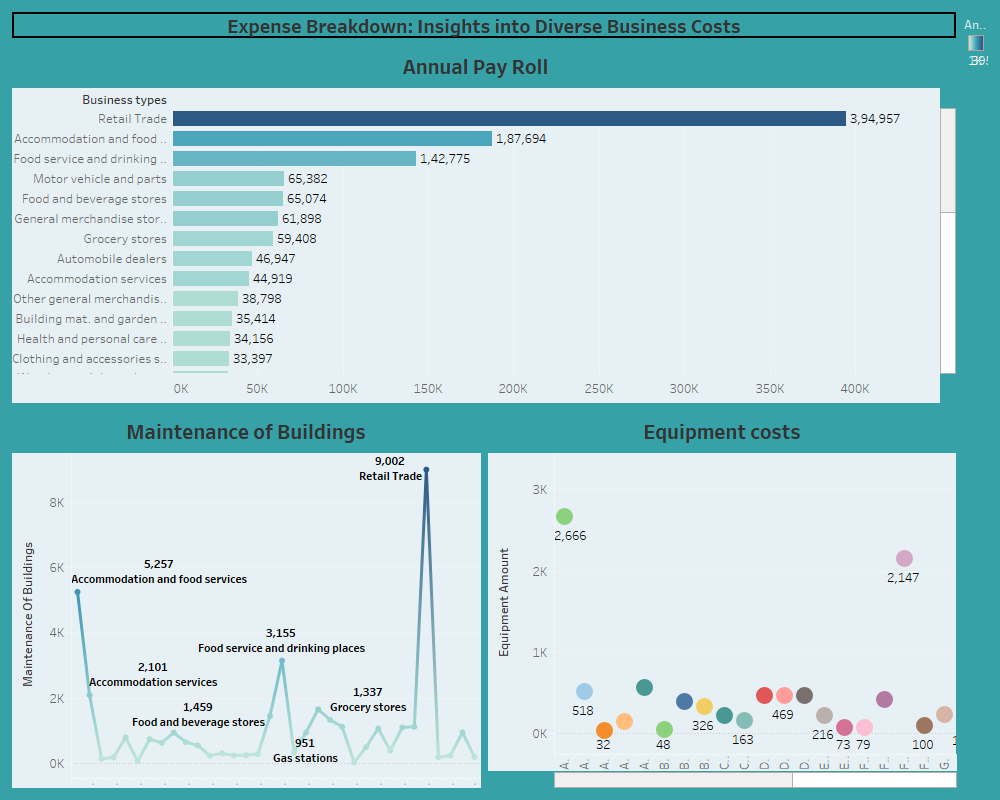 Expense Breakdown: Insights into Diverse Business Costs
An..
Annual Pay Roll
Business types
Retail Trade 3,94,957
Accommodation and food .. 1,87,694
Food service and drinking .. 1,42,775
Motor vehicle and parts 65,382
Food and beverage stores 65,074
General merchandise stor.. 61,898
Grocery stores 59,408
Automobile dealers 46,947
Accommodation services 44,919
Other general merchandis.. 38,798
Building mat. and garden .. 35,414
Health and personal care .. 34,156
Clothing and accessories s.. 33,397
0K 50K 100K 150K 200K 250K 300K 350K 400K
Maintenance of Buildings
Maintenance Of Buildings
8K
6K
4K
2K
0K
9,002
Retail Trade
5,257
Accommodation and food services
3,155
Food service and drinking places
2,101
Accommodation services
1,337
Grocery stores
1,459
Food and beverage stores
951
Gas stations
Equipment costs
Equipment Amount
3K
2K
1K
0K
2,666
2,147
518
326
469
216
163
32
48
73
79
100
A. A. A. A. A. B. B. B. C. C. D. D. D. E. E. F. F. F. F. G.